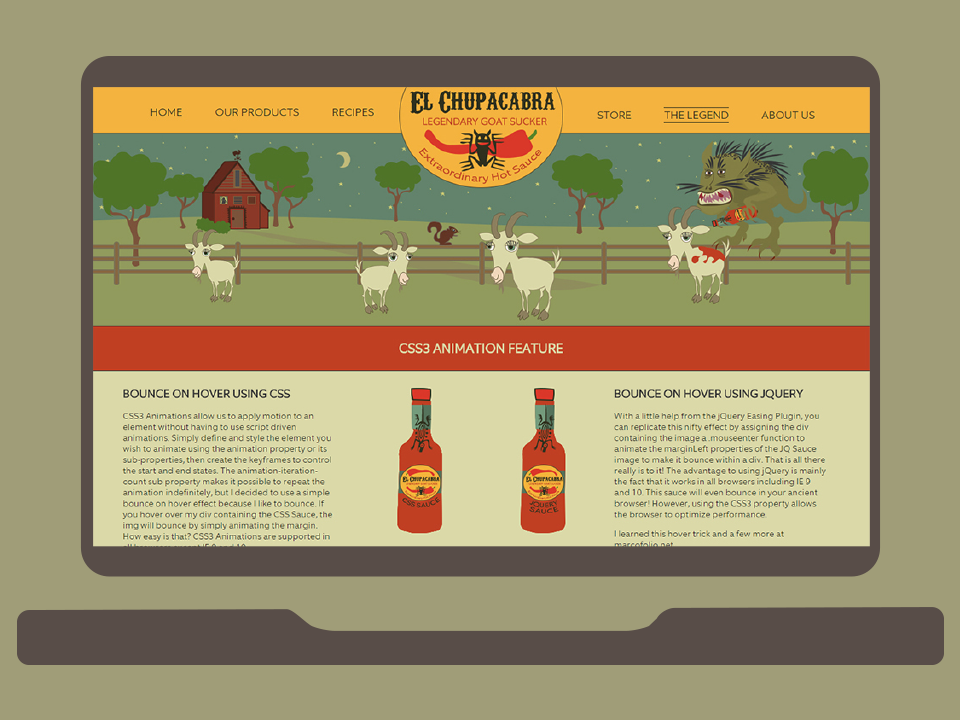 HOME
OUR PRODUCTS
RECIPES
EL CHUPACABRA
LEGENDARY GOAT SUCKER
Extraordinary Hot Sauce
STORE
THE LEGEND
ABOUT US
CSS3 ANIMATION FEATURE
BOUNCE ON HOVER USING CSS
CSS3 Animations allow us to apply motion to an
element without having to use script driven
animations. Simply define and style the element you
wish to animate using the animation property or its
sub-properties, then create the keyframes to control
the start and end states. The animation-iteration-
count sub property makes it possible to repeat the
animation indefinitely, but I decided to use a simple
bounce on hover effect because I like to bounce. If
you hover over my div containing the CSS Sauce, the
img will bounce by simply animating the margin.
How easy is that? CSS3 Animations are supported in
EL CHUPACABRA
CSS SAUCE
EL CHUPACABRA
JQUERY
SAUCE
BOUNCE ON HOVER USING JQUERY
With a little help from the jQuery Easing Plugin, you
can replicate this nifty effect by assigning the div
containing the image a .mouseenter function to
animate the marginLeft properties of the JQ Sauce
image to make it bounce within a div. That is all there
really is to it! The advantage to using jQuery is mainly
the fact that it works in all browsers including IE 9
and 10. This sauce will even bounce in your ancient
browser! However, using the CSS3 property allows
the browser to optimize performance.
I learned this hover trick and a few more at
marcofolio.net